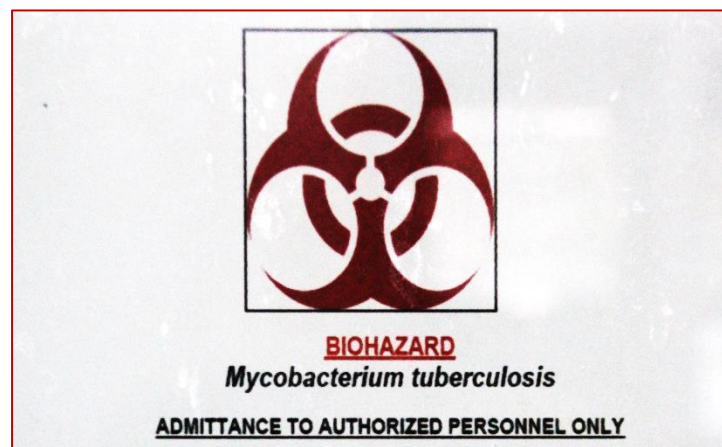 BIOHAZARD
Mycobacterium tuberculosis
ADMITTANCE TO AUTHORIZED PERSONNEL ONLY